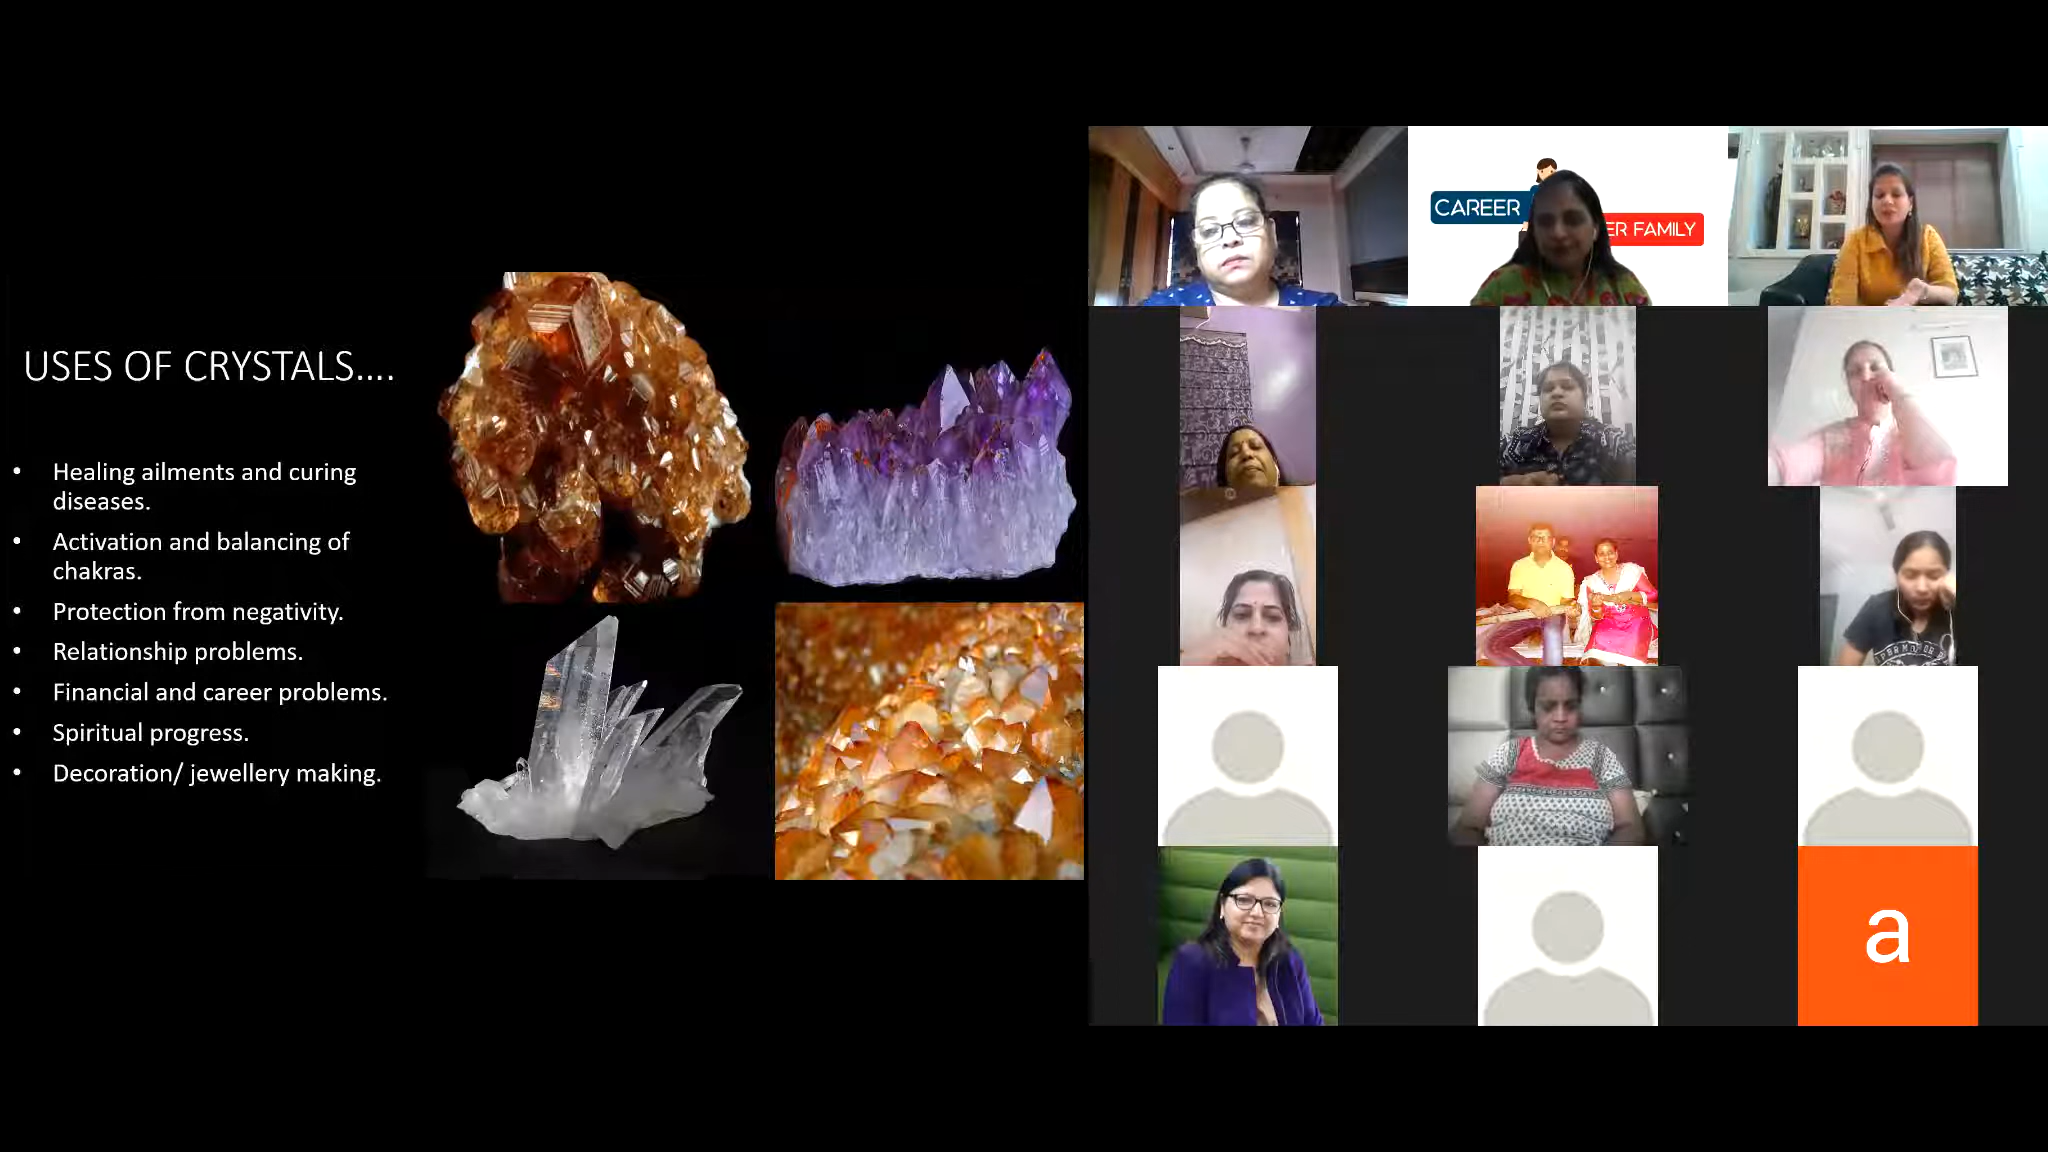 USES OF CRYSTALS....
• Healing ailments and curing
diseases.
• Activation and balancing of
chakras.
• Protection from negativity.
• Relationship problems.
• Financial and career problems.
• Spiritual progress.
• Decoration/ jewellery making.
CAREER
ER FAMILY
a